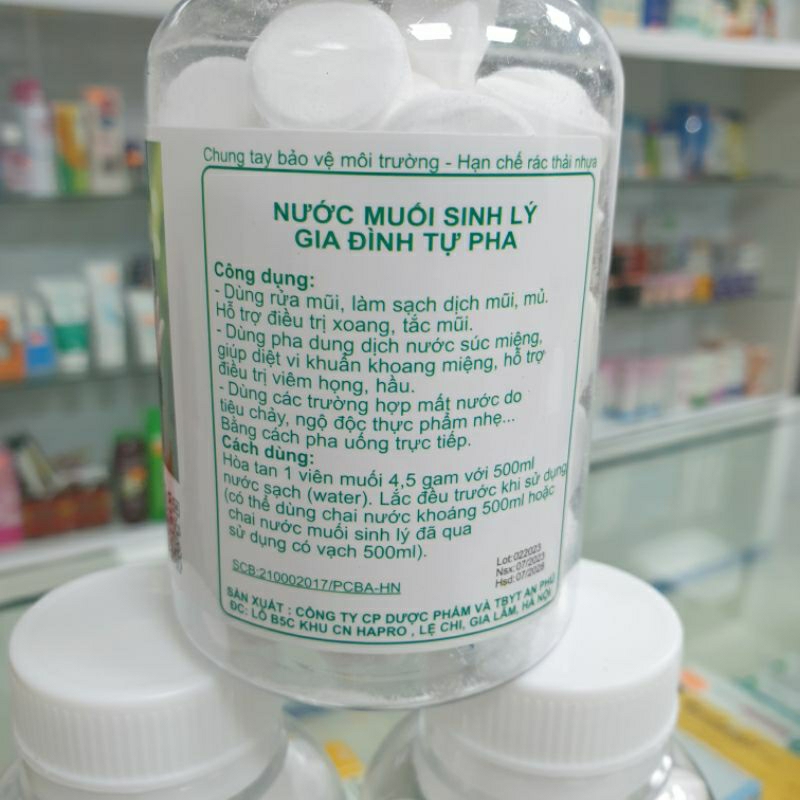 Chung tay bảo vệ môi trường - Hạn chế rác thải nhựa
NƯỚC MUỐI SINH LÝ
GIA ĐÌNH TỰ PHA
Công dụng:
- Dùng rửa mũi, làm sạch dịch mũi, mủ.
Hỗ trợ điều trị xoang, tắc mũi.
- Dùng pha dung dịch nước súc miệng,
giúp diệt vi khuẩn khoang miệng, hỗ trợ
điều trị viêm họng, hầu.
- Dùng các trường hợp mất nước do
tiêu chảy, ngộ độc thực phẩm nhẹ...
Bằng cách pha uống trực tiếp.
Cách dùng:
Hòa tan 1 viên muối 4,5 gam với 500ml
nước sạch (water). Lắc đều trước khi sử dụng
(có thể dùng chai nước khoáng 500ml hoặc
chai nước muối sinh lý đã qua
sử dụng có vạch 500ml).
Lot:022023
Nsx:07/2023
Hsd:07/2028
SCB:210002017/PCBA-HN
SẢN XUẤT : CÔNG TY CP DƯỢC PHẨM VÀ TBYT AN PHÚ
ĐC: LÔ B5C KHU CN HAPRO , LỆ CHI, GIA LÂM, HÀ NỘI